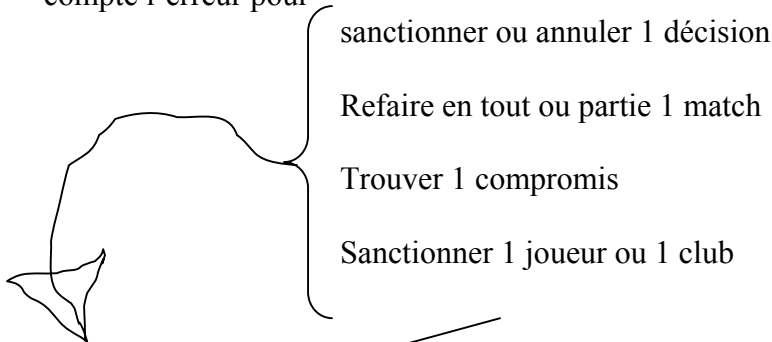 compte l'erreur pour
sanctionner ou annuler 1 décision
Refaire en tout ou partie 1 match
Trouver 1 compromis
Sanctionner 1 joueur ou 1 club